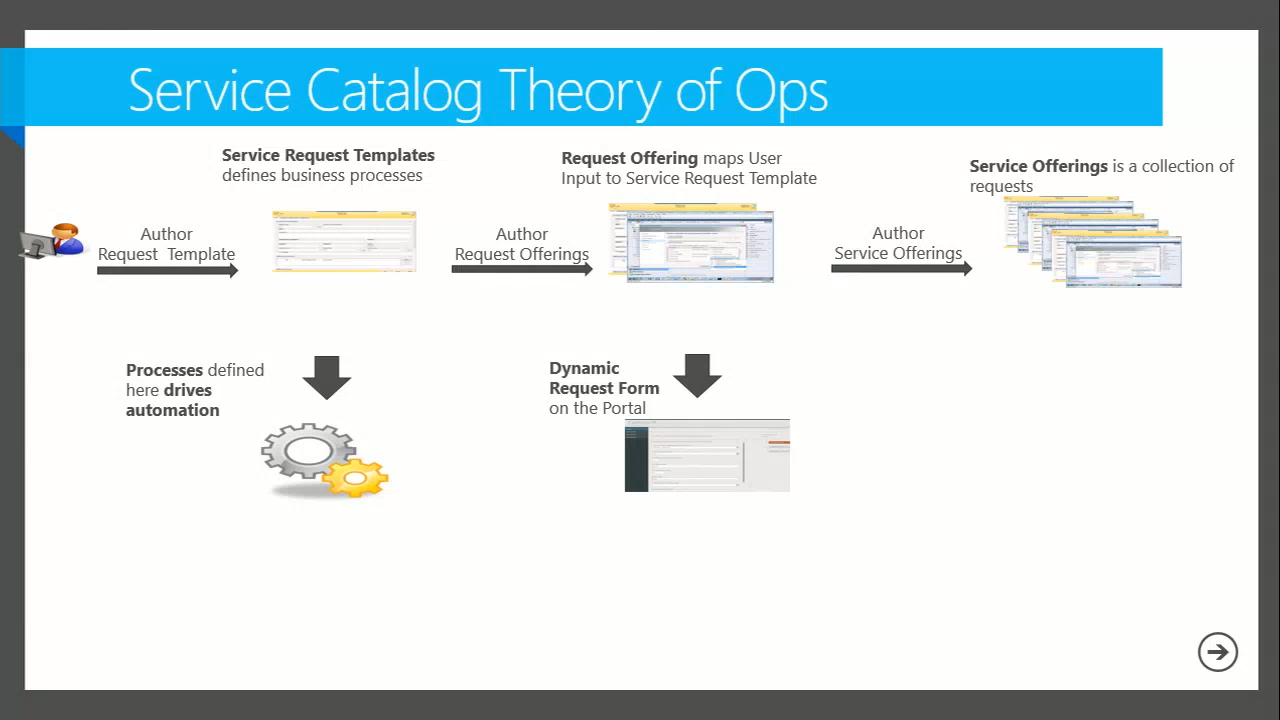 Service Catalog Theory of Ops
Service Request Templates
defines business processes
Request Offering maps User
Input to Service Request Template
Service Offerings is a collection of
requests
Author
Request Template
Author
Request Offerings
Author
Service Offerings
Processes defined
here drives
automation
Dynamic
Request Form
on the Portal